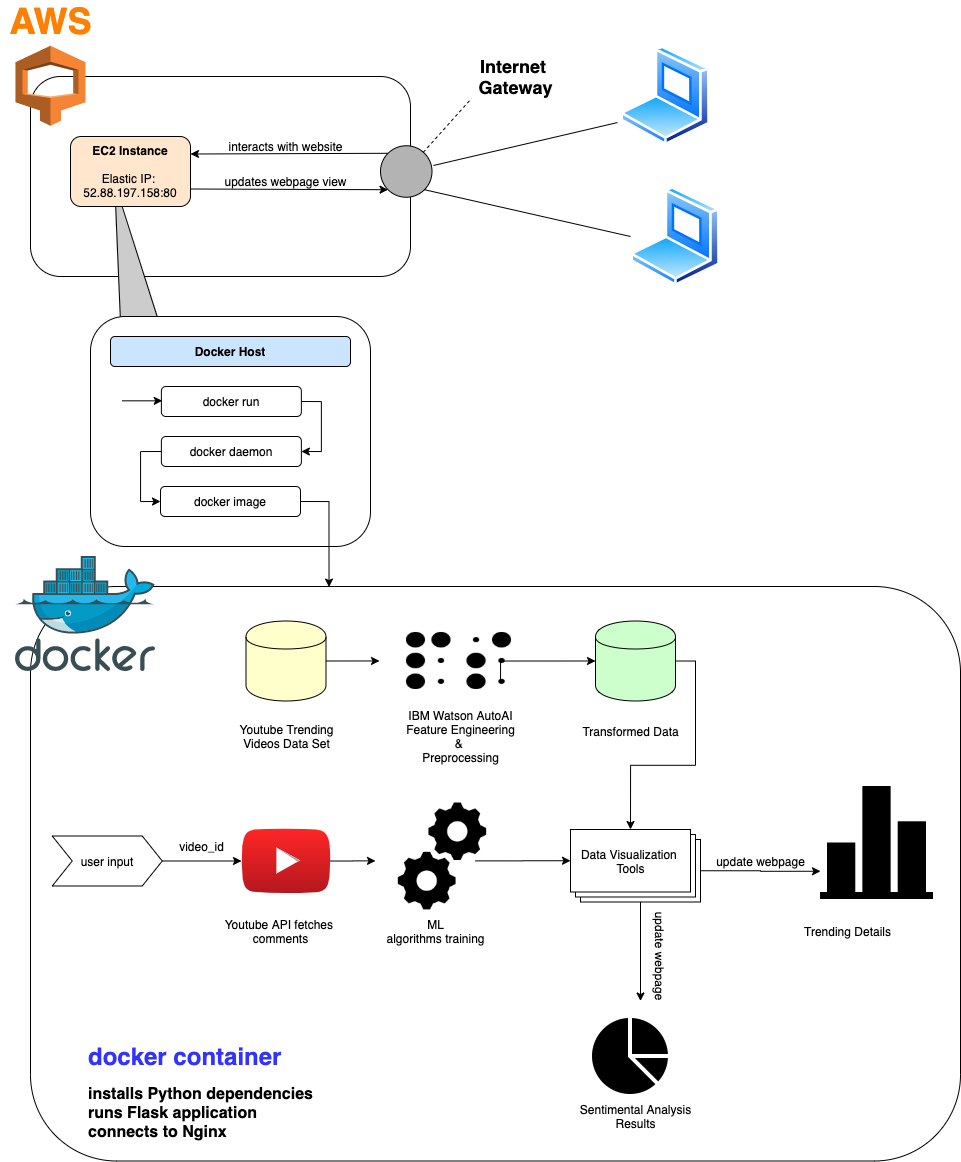 AWS
Internet
Gateway
EC2 Instance
Elastic IP:
52.88.197.158:80
interacts with website
updates webpage view
Docker Host
docker run
docker daemon
docker image
docker
Youtube Trending
Videos Data Set
IBM Watson AutoAI
Feature Engineering
&
Preprocessing
Transformed Data
user input
video_id
Youtube API fetches
comments
ML
algorithms training
Data Visualization
Tools
update webpage
Trending Details
update webpage
Sentimental Analysis
Results
docker container
installs Python dependencies
runs Flask application
connects to Nginx